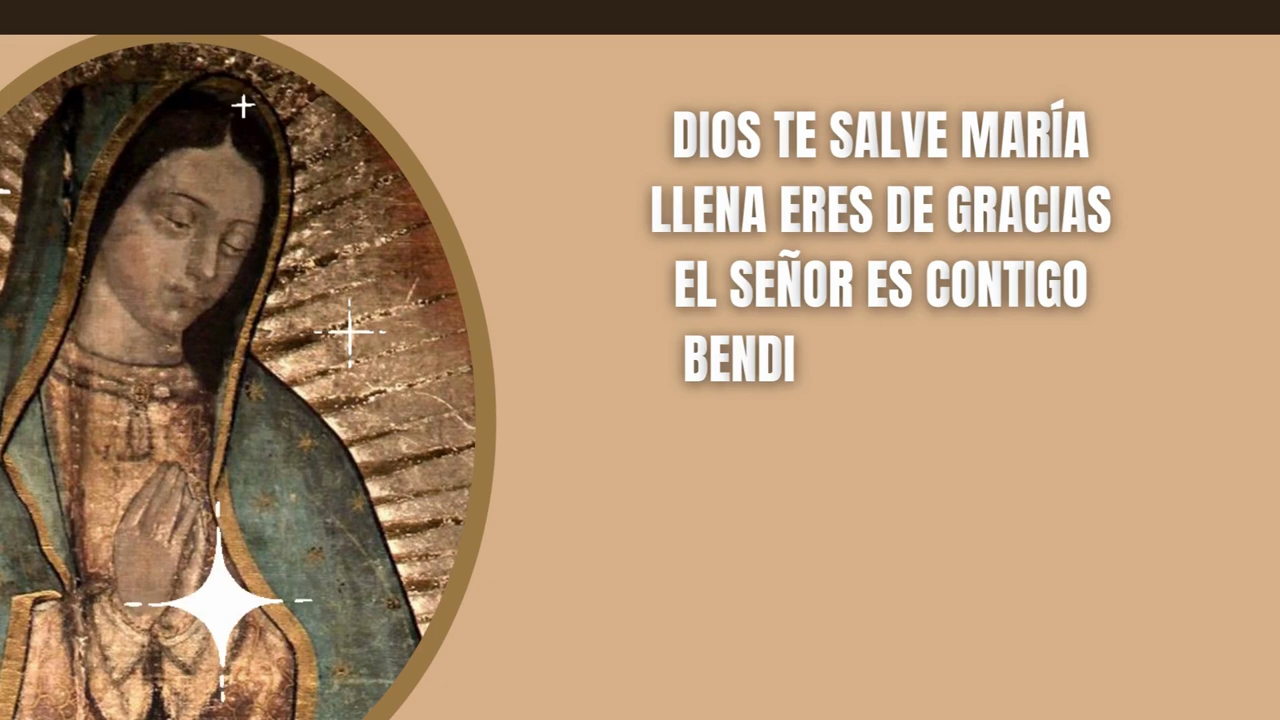 DIOS TE SALVE MARÍA
LLENA ERES DE GRACIAS
EL SEÑOR ES CONTIGO
BENDI